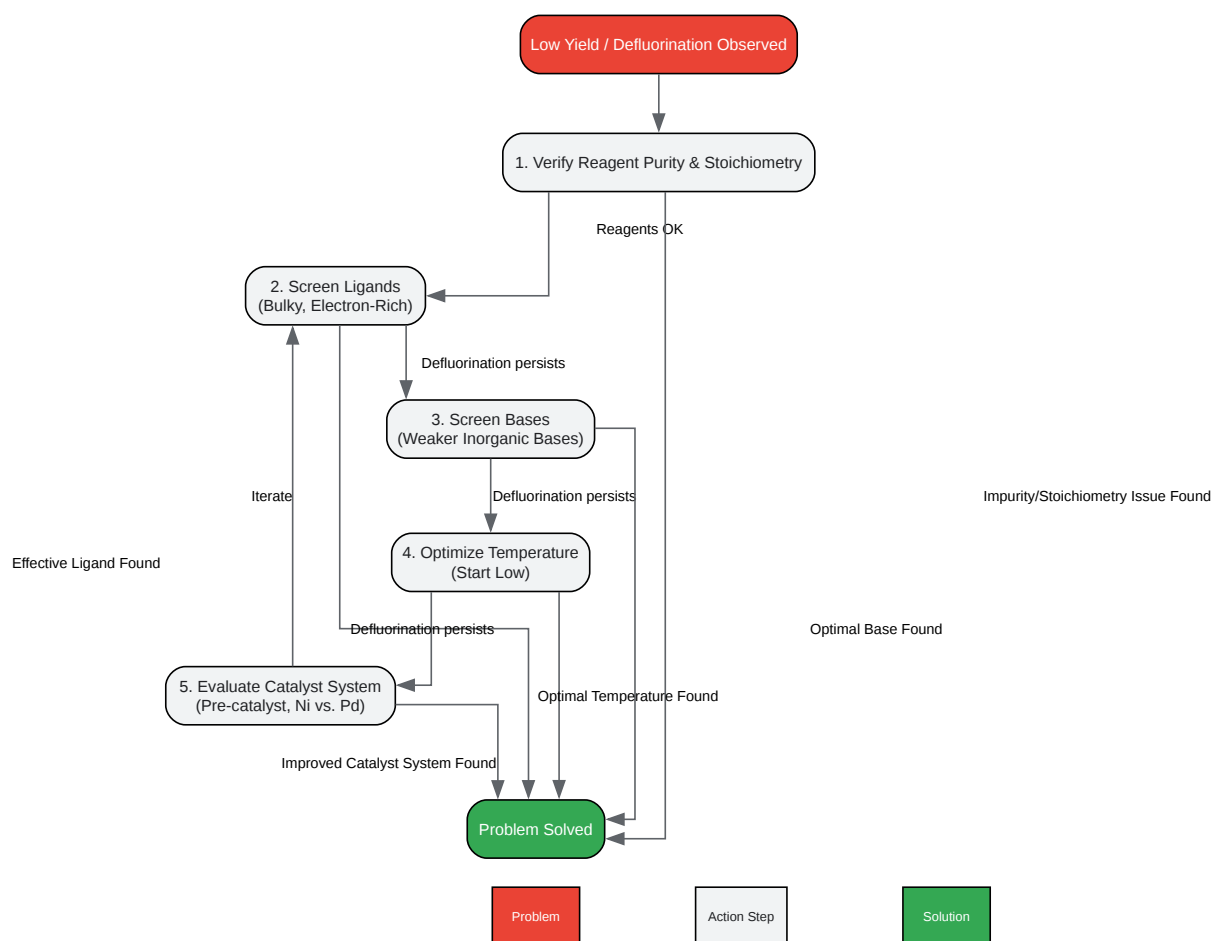 Low Yield / Defluorination Observed
1. Verify Reagent Purity & Stoichiometry
Reagents OK
2. Screen Ligands
(Bulky, Electron-Rich)
Defluorination persists
3. Screen Bases
(Weaker Inorganic Bases)
Iterate
Defluorination persists
Impurity/Stoichiometry Issue Found
Effective Ligand Found
4. Optimize Temperature
(Start Low)
Defluorination persists
Optimal Base Found
5. Evaluate Catalyst System
(Pre-catalyst, Ni vs. Pd)
Optimal Temperature Found
Improved Catalyst System Found
Problem Solved
Problem
Action Step
Solution